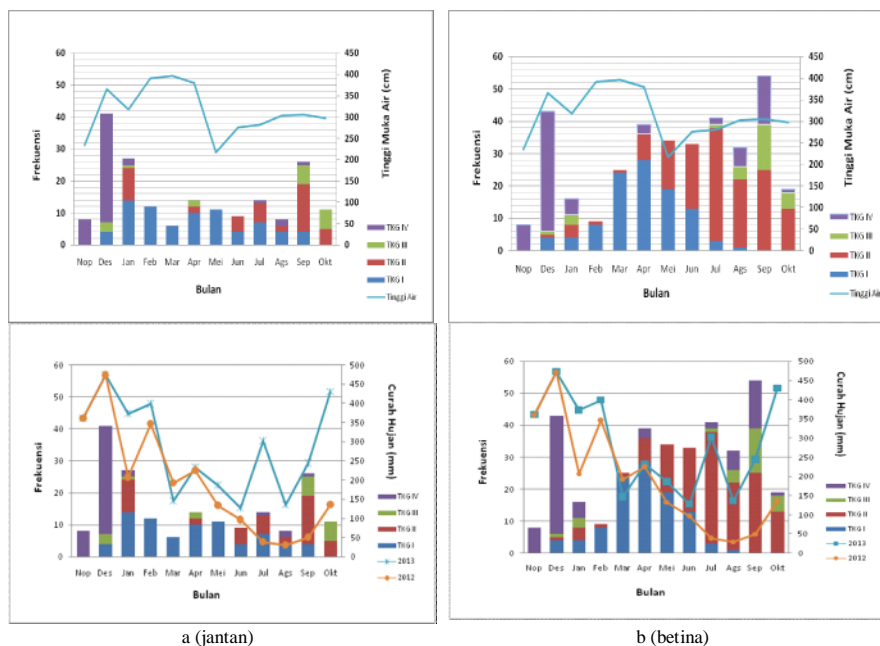 60
50
40
30
20
10
0
Frekuensi
450
400
350
300
250
200
150
100
50
0
Tinggi Muka Air (cm)
TKG IV
TKG III
TKG II
TKG I
Tinggi Air
Nop Des Jan Feb Mar Apr Mei Jun Jul Ags Sep Okt
Bulan
60
50
40
30
20
10
0
Frekuensi
450
400
350
300
250
200
150
100
50
0
Tinggi Muka Air (cm)
TKG IV
TKG III
TKG II
TKG I
Tinggi Air
Nop Des Jan Feb Mar Apr Mei Jun Jul Ags Sep Okt
Bulan
60
50
40
30
20
10
0
Frekuensi
500
450
400
350
300
250
200
150
100
50
0
Curah Hujan (mm)
TKG IV
TKG III
TKG II
TKG I
2013
2012
Nop Des Jan Feb Mar Apr Mei Jun Jul Ags Sep Okt
Bulan
60
50
40
30
20
10
0
Frekuensi
500
450
400
350
300
250
200
150
100
50
0
Curah Hujan (mm)
TKG IV
TKG III
TKG II
TKG I
2013
2012
Nop Des Jan Feb Mar Apr Mei Jun Jul Ags Sep Okt
Bulan
a (jantan)
b (betina)